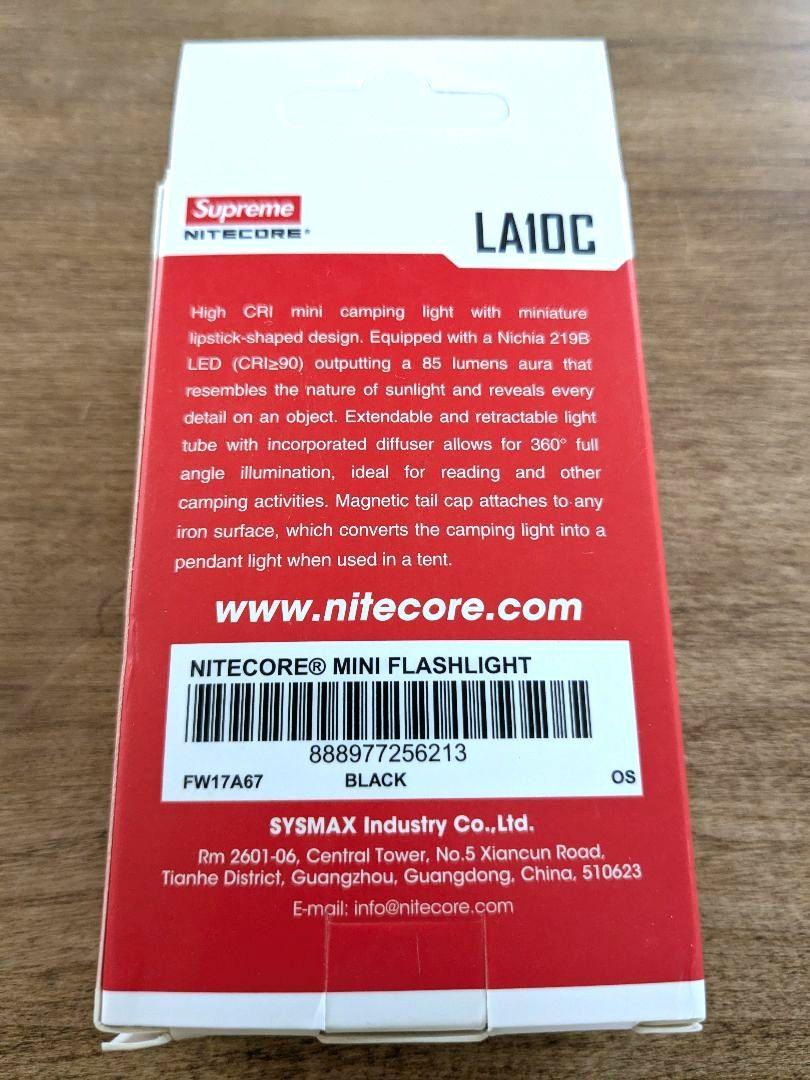 Supreme
NITECORE®
LA10C
High CRI mini camping light with miniature
lipstick-shaped design. Equipped with a Nichia 219B
LED (CRI≥90) outputting a 85 lumens aura that
resembles the nature of sunlight and reveals every
detail on an object. Extendable and retractable light
tube with incorporated diffuser allows for 360° full
angle illumination, ideal for reading and other
camping activities. Magnetic tail cap attaches to any
iron surface, which converts the camping light into a
pendant light when used in a tent.
www.nitecore.com
NITECORE® MINI FLASHLIGHT
888977256213
FW17A67 BLACK OS
SYSMAX Industry Co.,Ltd.
Rm 2601-06, Central Tower, No.5 Xiancun Road,
Tianhe District, Guangzhou, Guangdong, China, 510623
E-mail: info@nitecore.com